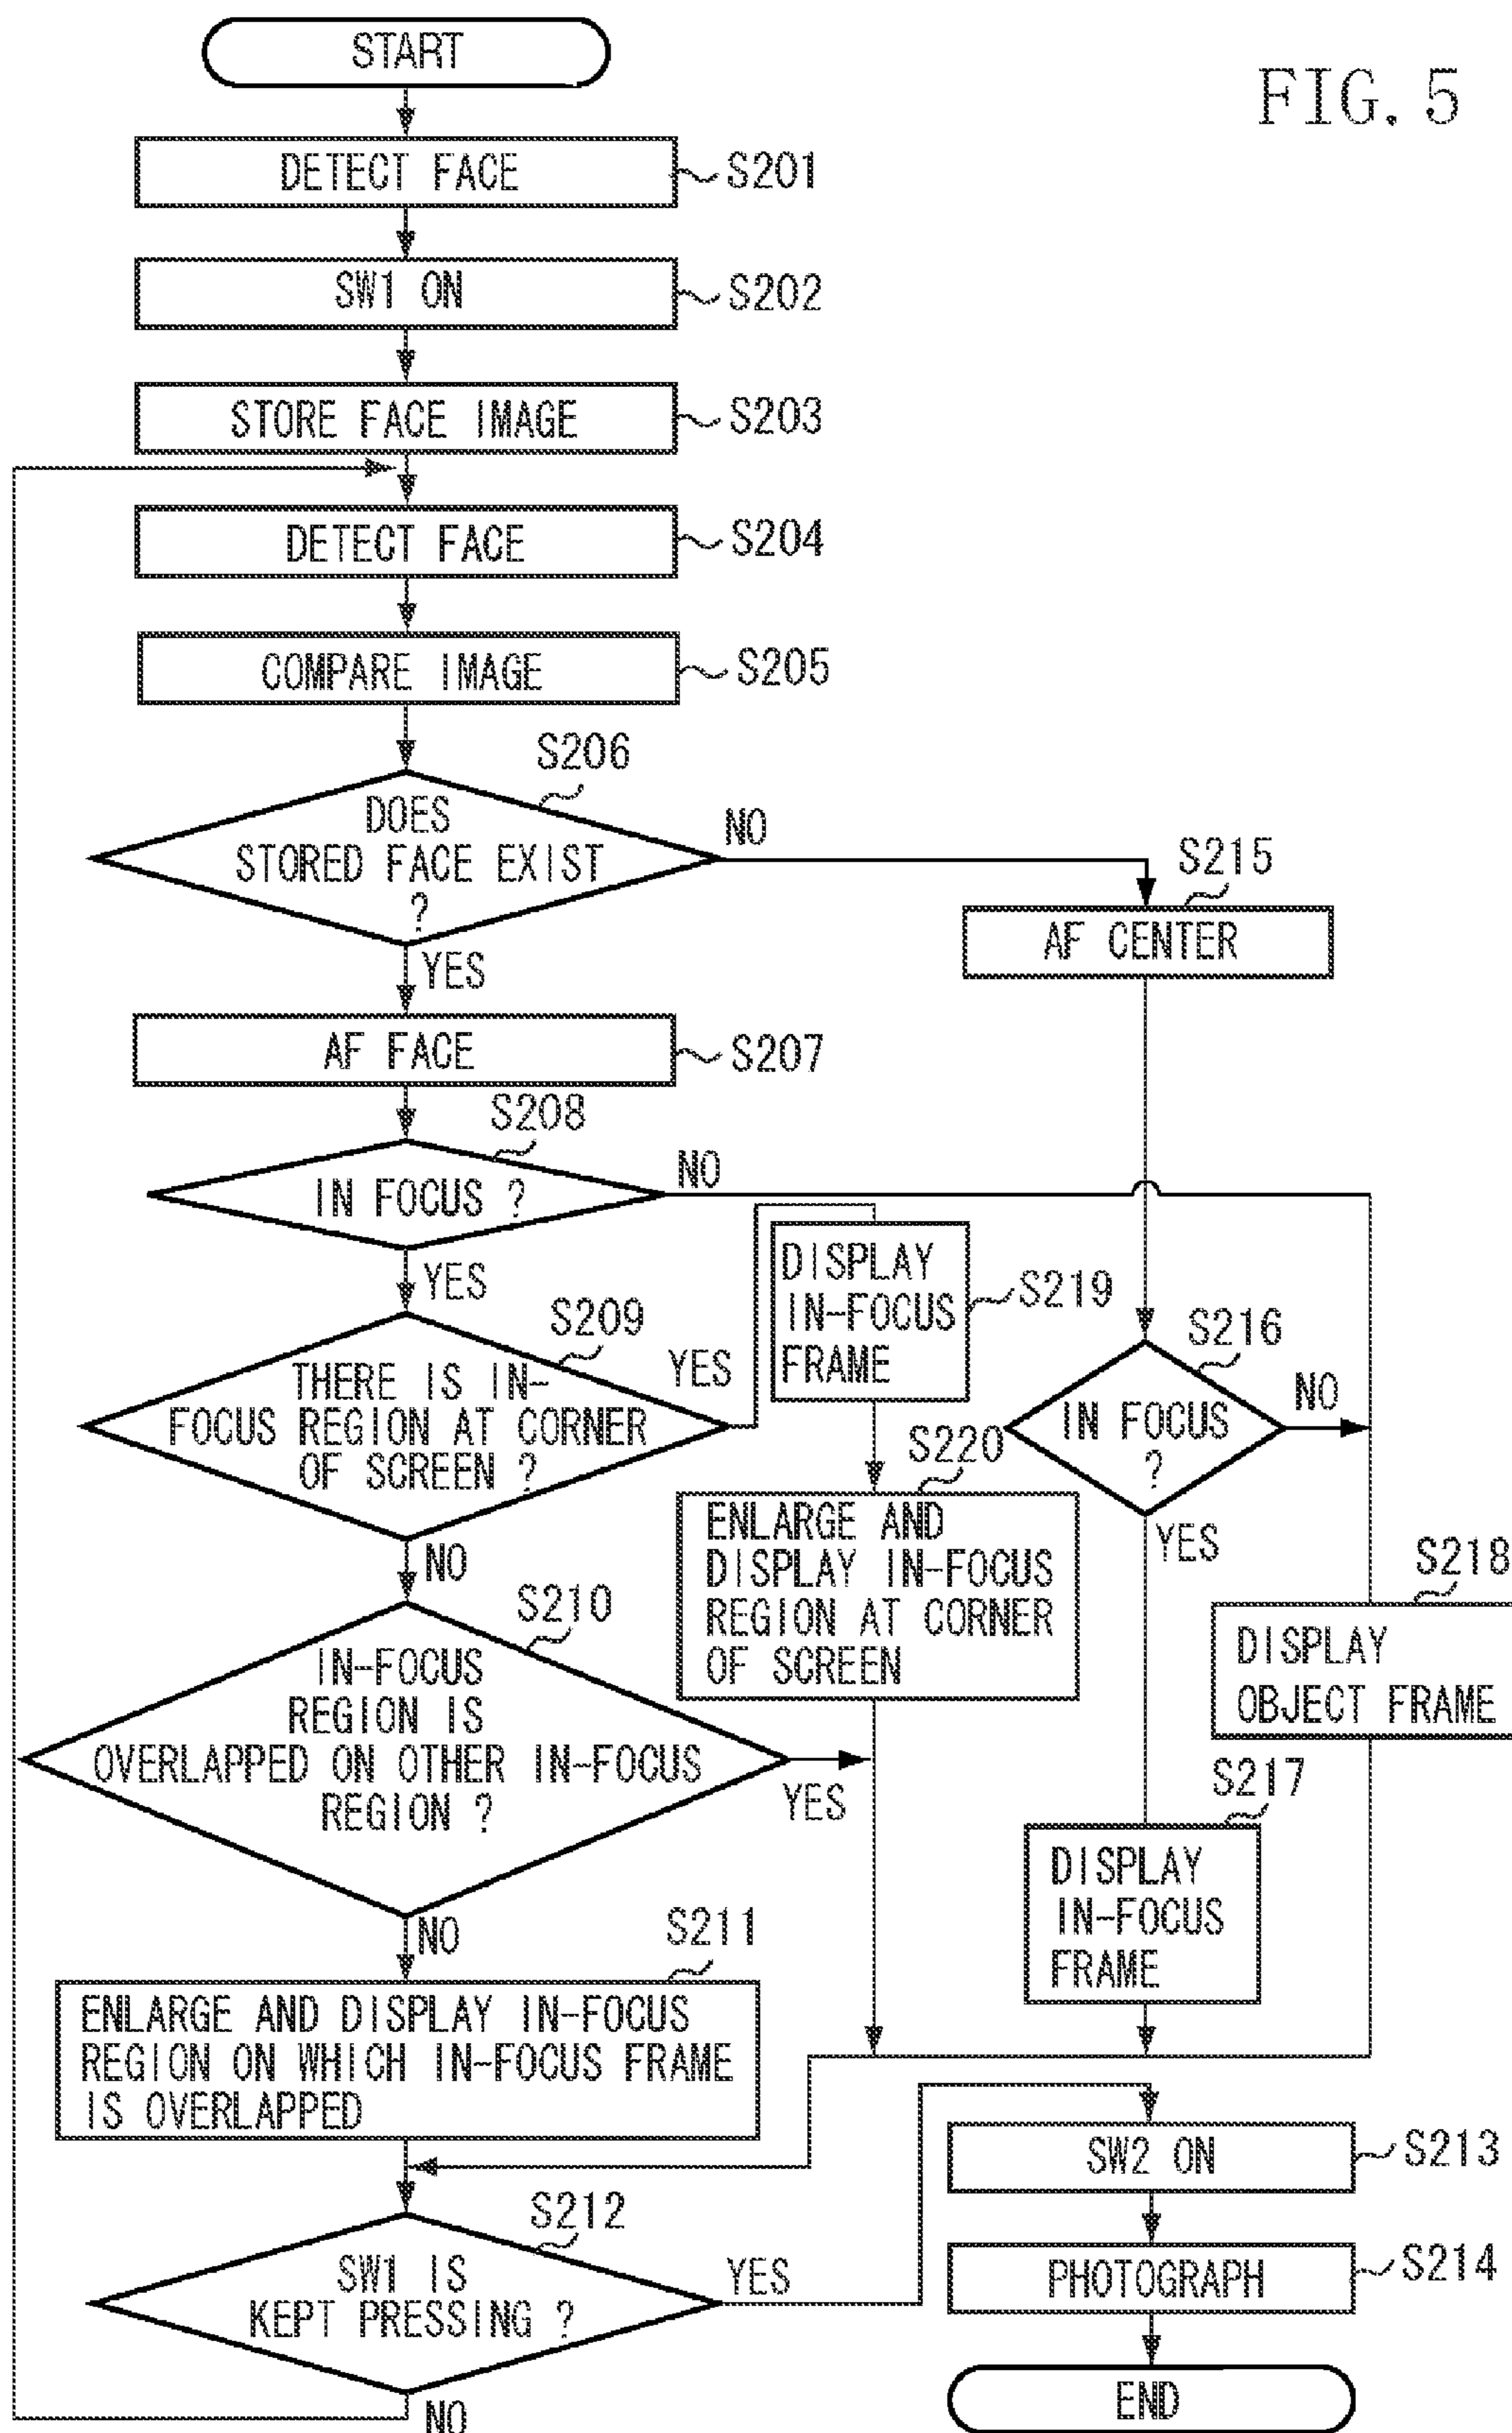 FIG. 5
START
DETECT FACE
S201
SW1 ON
S202
STORE FACE IMAGE
S203
DETECT FACE
S204
COMPARE IMAGE
S205
S206
DOES
STORED FACE EXIST
?
NO
YES
S215
AF CENTER
AF FACE
S207
S208
IN FOCUS ?
NO
YES
S209
THERE IS IN-
FOCUS REGION AT CORNER
OF SCREEN ?
YES
NO
DISPLAY
IN-FOCUS
FRAME
S219
S220
ENLARGE AND
DISPLAY IN-FOCUS
REGION AT CORNER
OF SCREEN
S216
IN FOCUS
?
NO
YES
S218
DISPLAY
OBJECT FRAME
S210
IN-FOCUS
REGION IS
OVERLAPPED ON OTHER IN-FOCUS
REGION ?
YES
NO
S217
DISPLAY
IN-FOCUS
FRAME
S211
ENLARGE AND DISPLAY IN-FOCUS
REGION ON WHICH IN-FOCUS FRAME
IS OVERLAPPED
S212
SW1 IS
KEPT PRESSING ?
YES
NO
SW2 ON
S213
PHOTOGRAPH
S214
END